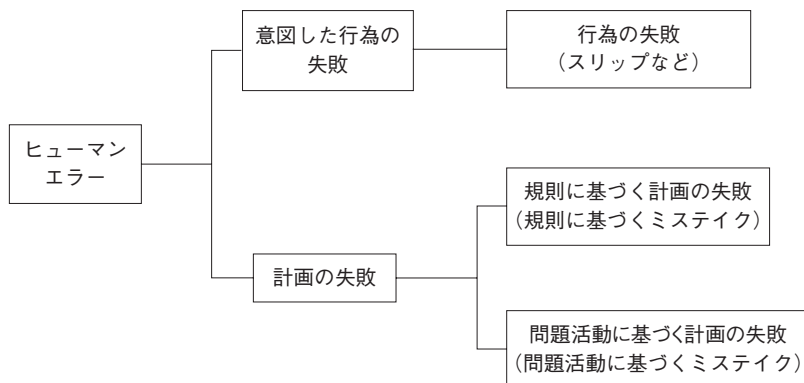 意図した行為の
失敗
行為の失敗
（スリップなど）
ヒューマン
エラー
規則に基づく計画の失敗
（規則に基づくミステイク）
計画の失敗
問題活動に基づく計画の失敗
（問題活動に基づくミステイク）